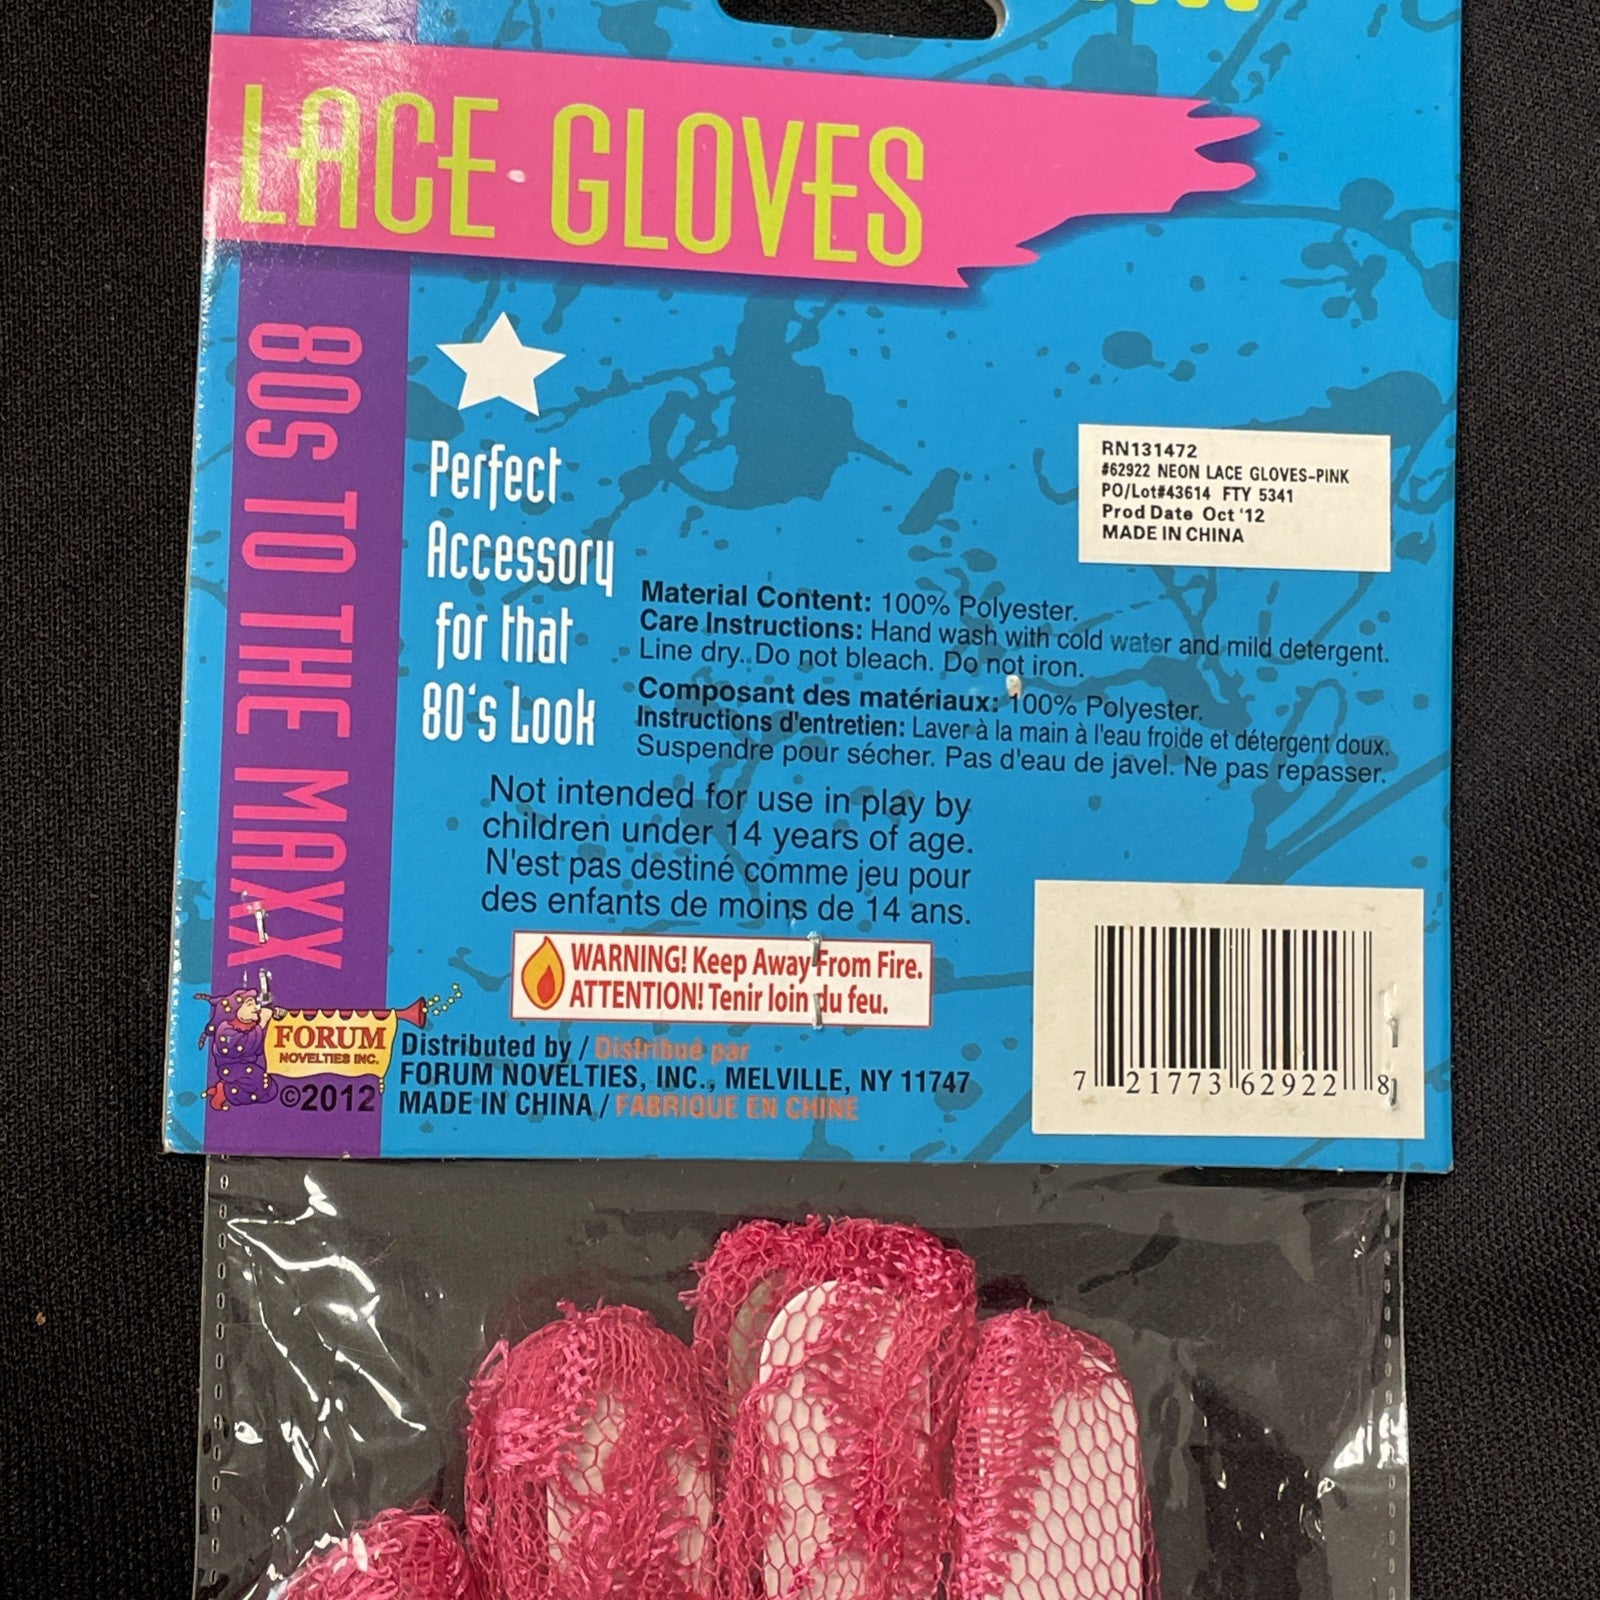 LACE GLOVES
80S TO THE MAXX
Perfect
Accessory
for that
80's Look
RN131472
#62922 NEON LACE GLOVES-PINK
PO/Lot#43614 FTY 5341
Prod Date Oct '12
MADE IN CHINA
Material Content: 100% Polyester.
Care Instructions: Hand wash with cold water and mild detergent.
Line dry. Do not bleach. Do not iron.
Composant des matériaux: 100% Polyester.
Instructions d'entretien: Laver à la main à l'eau froide et détergent doux.
Suspendre pour sécher. Pas d'eau de javel. Ne pas repasser.
Not intended for use in play by
children under 14 years of age.
N'est pas destiné comme jeu pour
des enfants de moins de 14 ans.
WARNING! Keep Away From Fire.
ATTENTION! Tenir loin du feu.
FORUM
NOVELTIES INC.
©2012
Distributed by / Distribué par
FORUM NOVELTIES, INC., MELVILLE, NY 11747
MADE IN CHINA / FABRIQUE EN CHINE
7 21773 62922 8